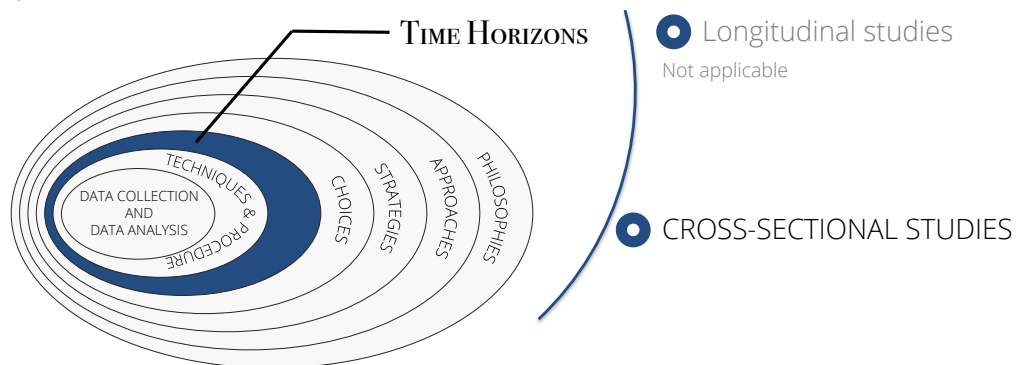 TIME HORIZONS
Longitudinal studies
Not applicable
CROSS-SECTIONAL STUDIES
DATA COLLECTION
AND
DATA ANALYSIS
TECHNIQUES & PROCEDURE
CHOICES
STRATEGIES
APPROACHES
PHILOSOPHIES